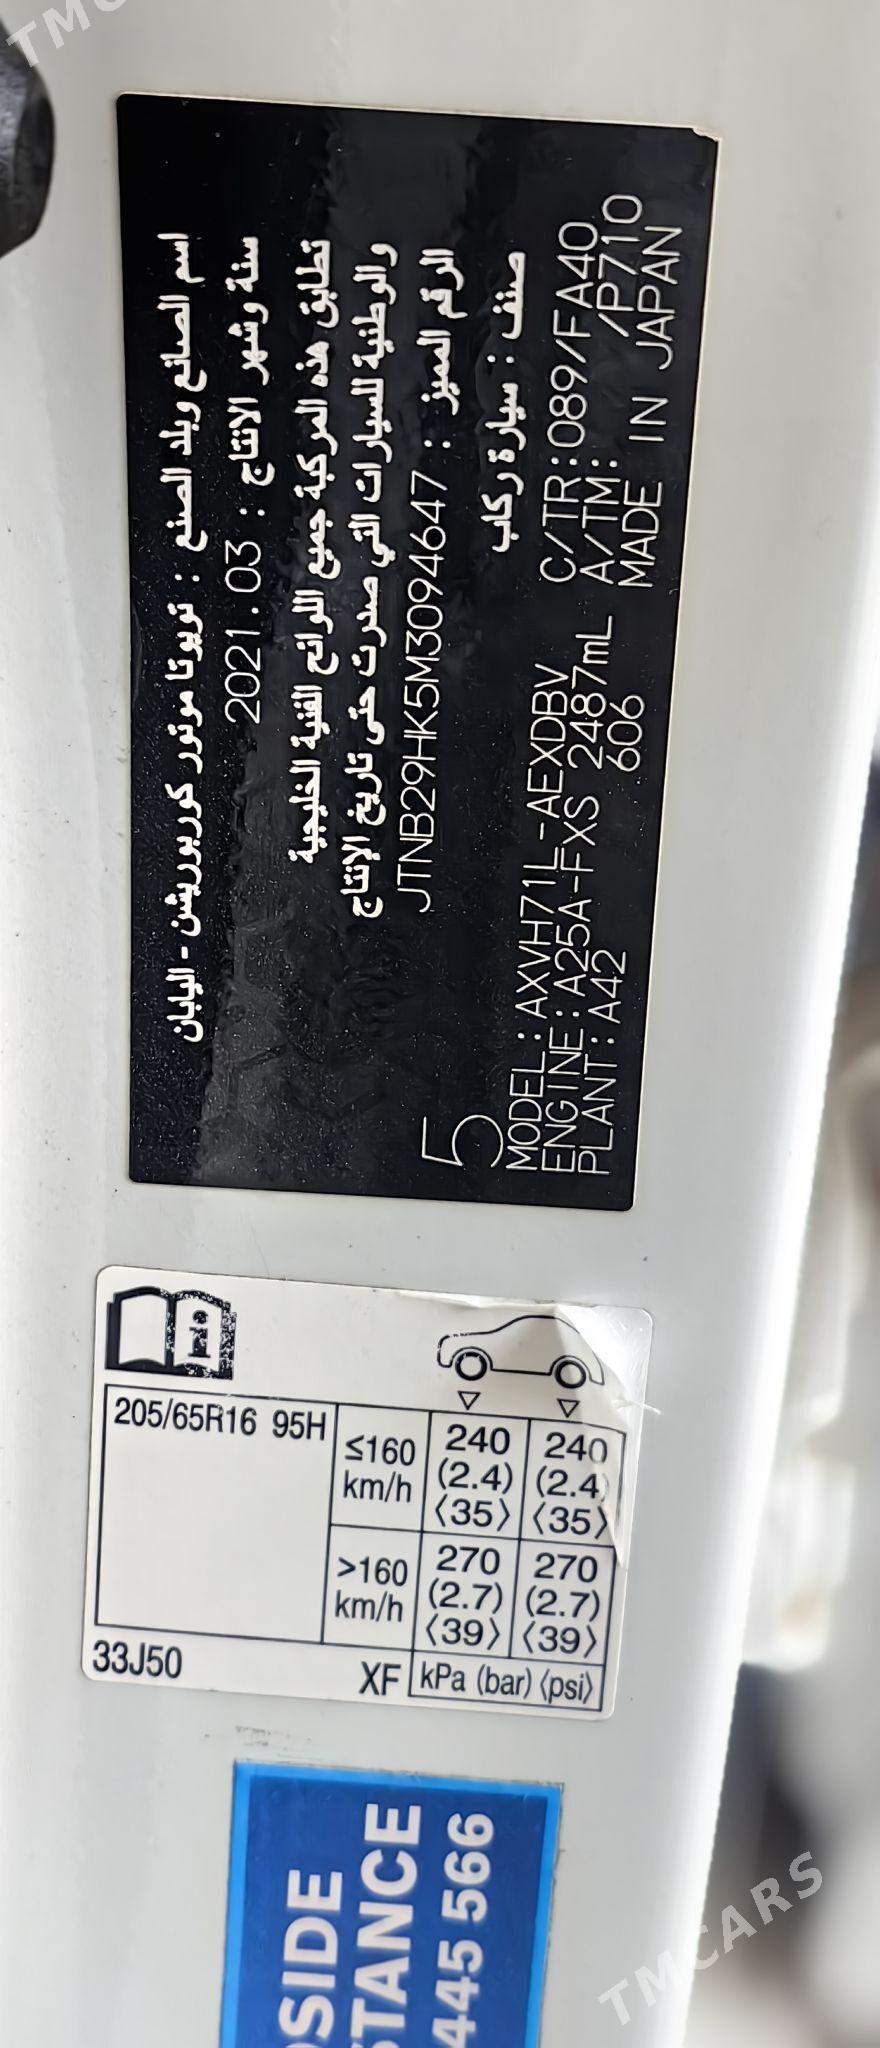 TMC
اسم الصانع وبلد الصنع : تويوتا موتور كوربوريشن - اليابان
سنة وشهر الانتاج : 2021.03
تطابق هذه المركبة جميع اللوائح الفنية الخليجية
والوطنية للسيارات التي صدرت حتى تاريخ الإنتاج
الرقم المميز : JTNB29HK5M3094647
صنف : سيارة ركاب
5
MODEL:AXVH71L-AEXDBV C/TR:089/FA40
ENGINE:A25A-FXS 2487mL A/TM: /P710
PLANT:A42 606 MADE IN JAPAN
i
205/65R16 95H
≤160 km/h 240 (2.4) 〈35〉 240 (2.4) 〈35〉
>160 km/h 270 (2.7) 〈39〉 270 (2.7) 〈39〉
33J50 XF kPa (bar) 〈psi〉
DSIDE
STANCE
445 566
TMCARS